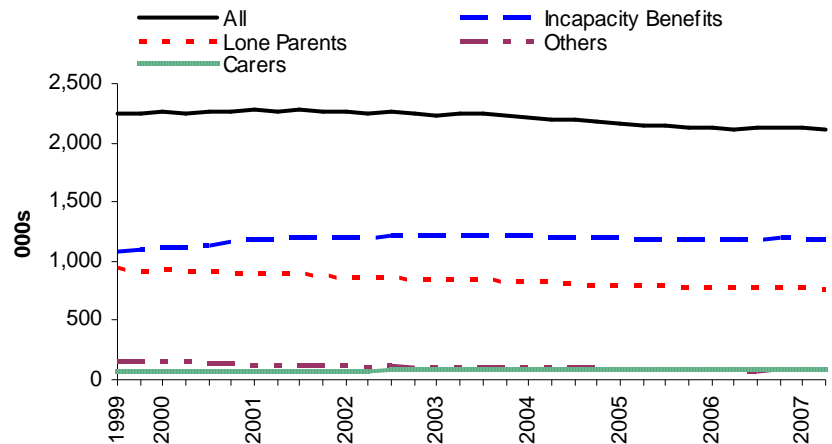 All
Incapacity Benefits
Lone Parents
Others
Carers
2,500
2,000
1,500
1,000
500
0
000s
1999
2000
2001
2002
2003
2004
2005
2006
2007